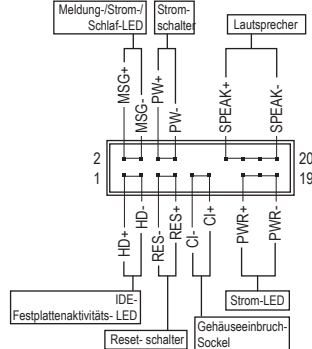 Meldung-/Strom-/
Schlaf-LED
Strom-
schalter
Lautsprecher
MSG+
MSG-
PW+
PW-
SPEAK+
SPEAK-
2
20
1
19
HD+
HD-
RES-
RES+
CI-
CI+
PWR+
PWR-
IDE-
Festplattenaktivitäts- LED
Reset- schalter
Gehäuseeinbruch-
Sockel
Strom-LED